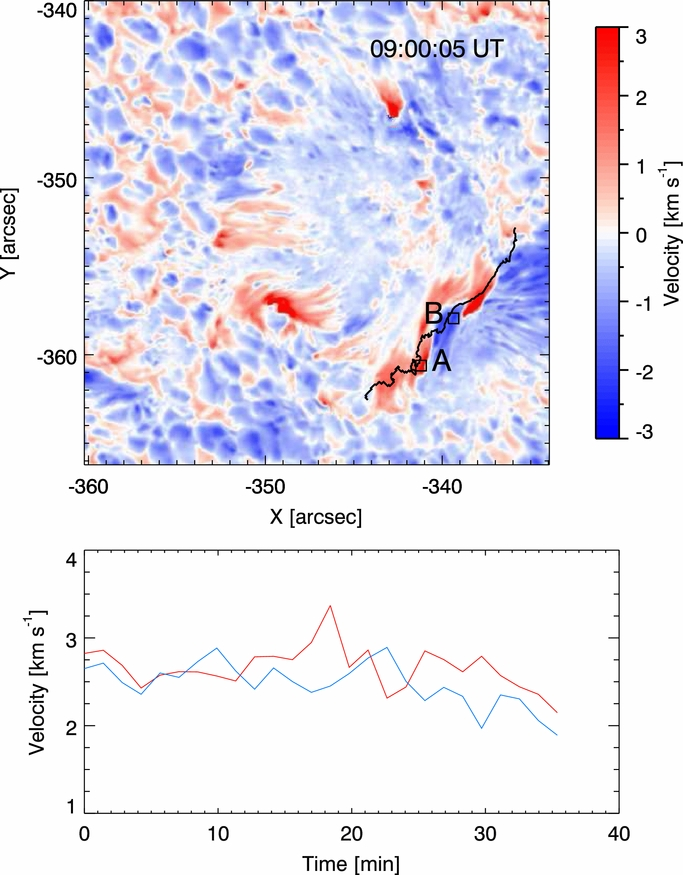 -340
-350
-360
Y [arcsec]
09:00:05 UT
B
A
-360
-350
-340
X [arcsec]
3
2
1
0
-1
-2
-3
Velocity [km s-1]
4
3
2
1
Velocity [km s-1]
0
10
20
30
40
Time [min]